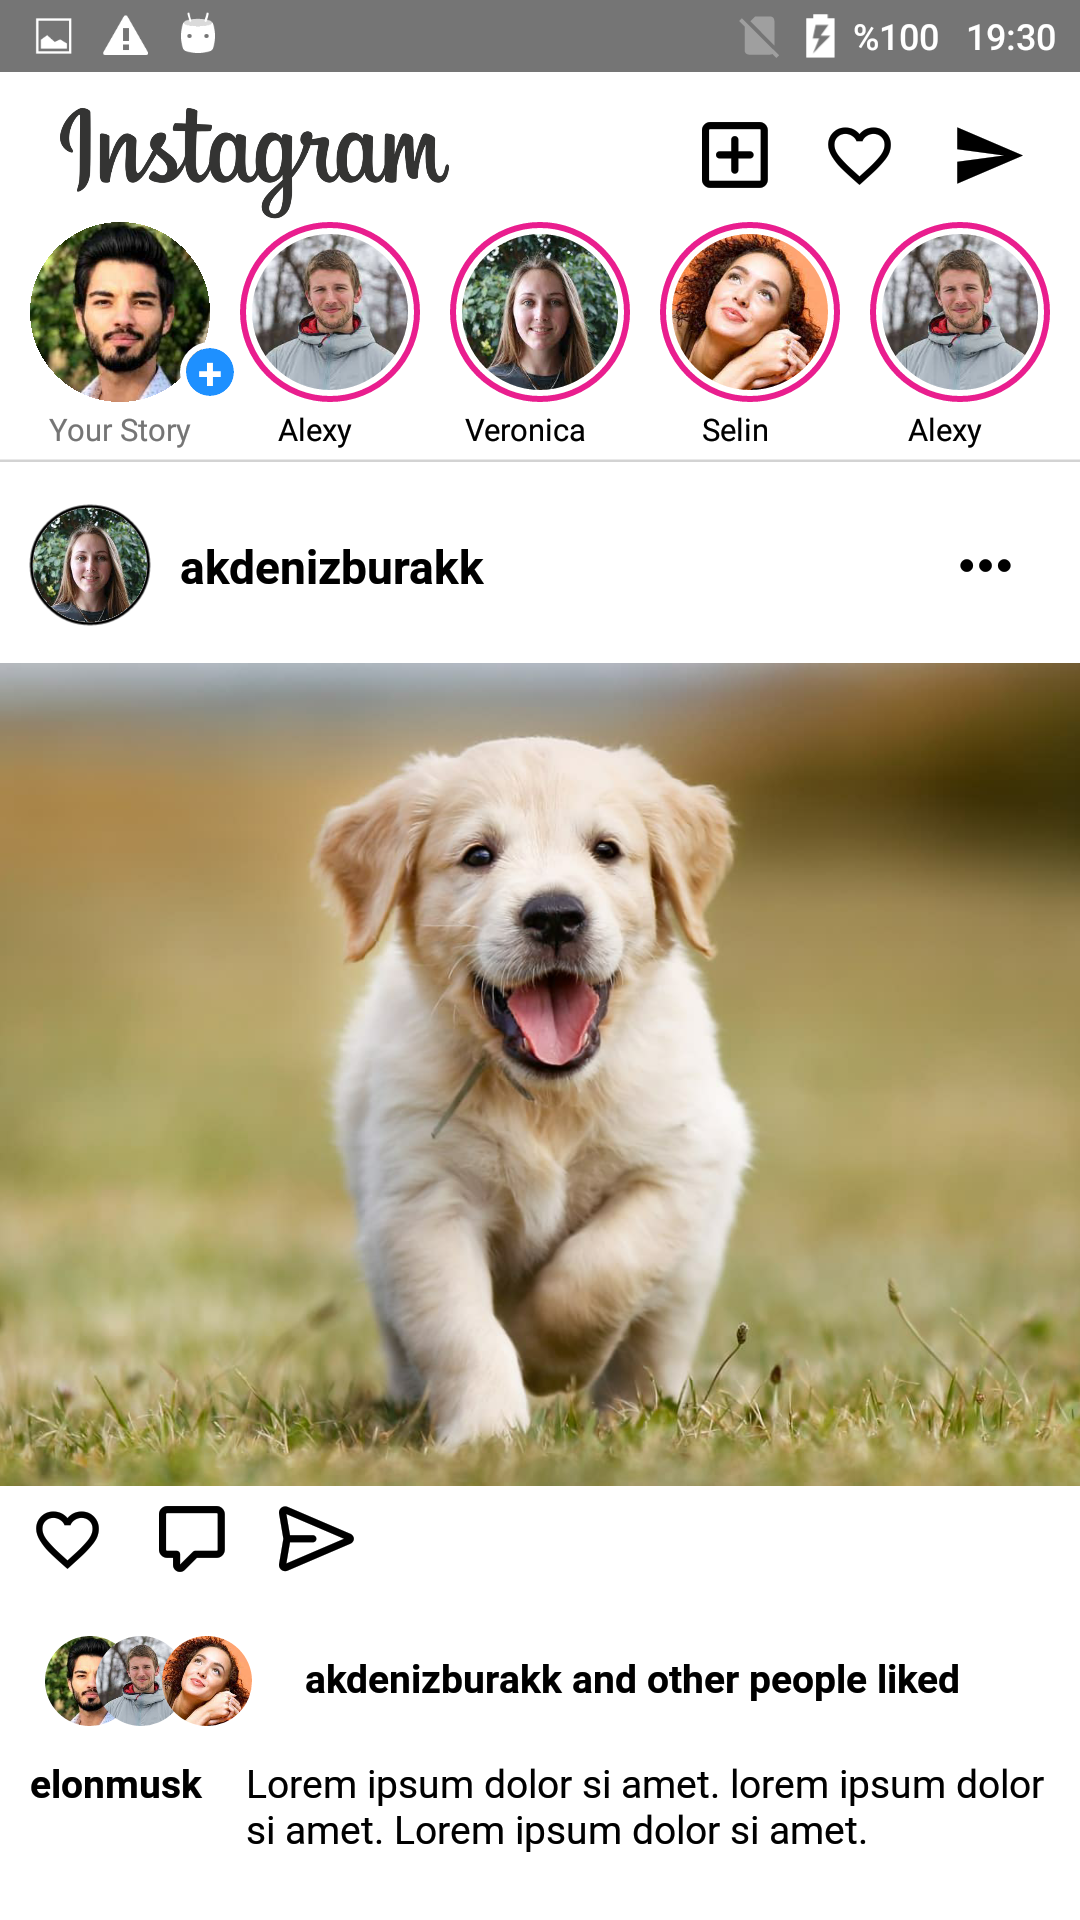 %100 19:30
Instagram
Your Story Alexy Veronica Selin Alexy
akdenizburakk
akdenizburakk and other people liked
elonmusk Lorem ipsum dolor si amet. lorem ipsum dolor
si amet. Lorem ipsum dolor si amet.